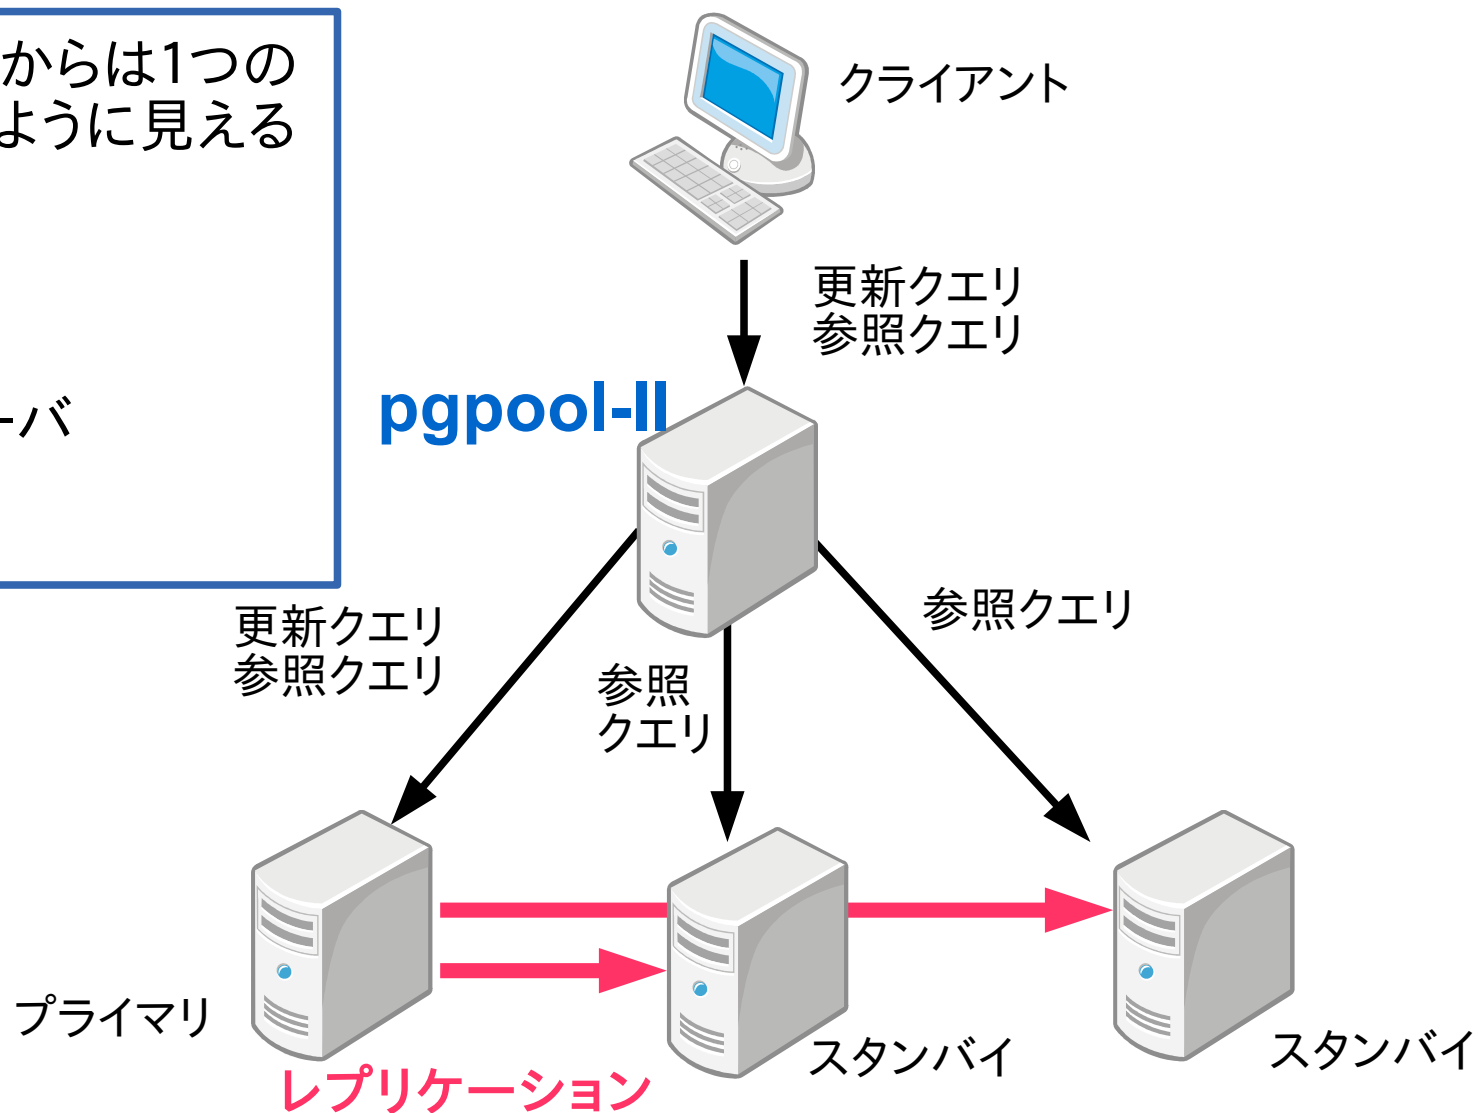 からは1つの
ように見える
ーバ
クライアント
更新クエリ
参照クエリ
pgpool-II
更新クエリ
参照クエリ
参照
クエリ
参照クエリ
プライマリ
スタンバイ
スタンバイ
レプリケーション